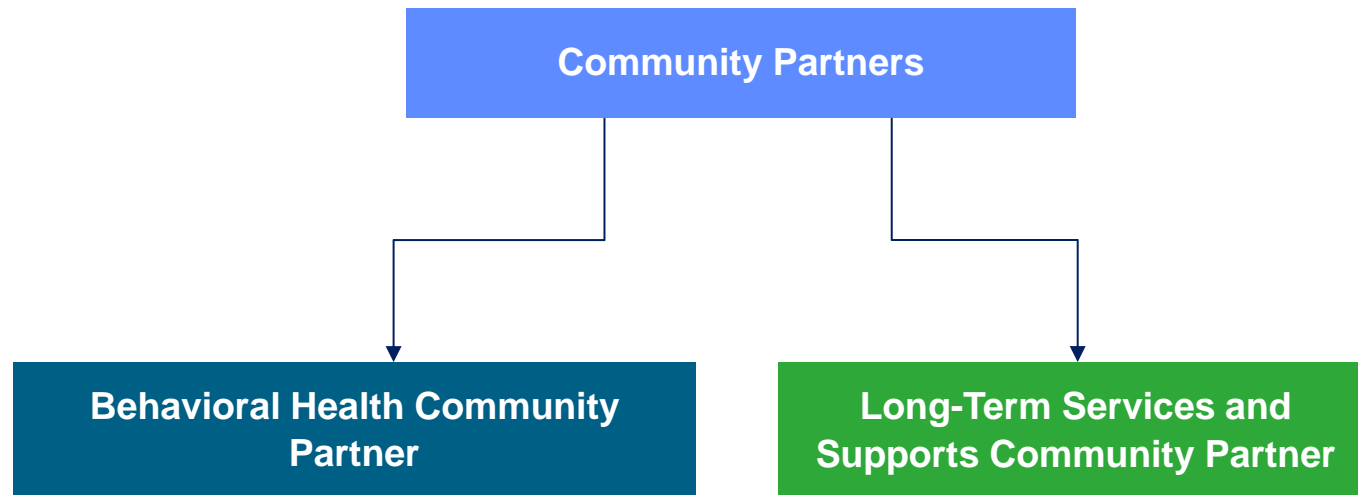 Community Partners
Behavioral Health Community
Partner
Long-Term Services and
Supports Community Partner